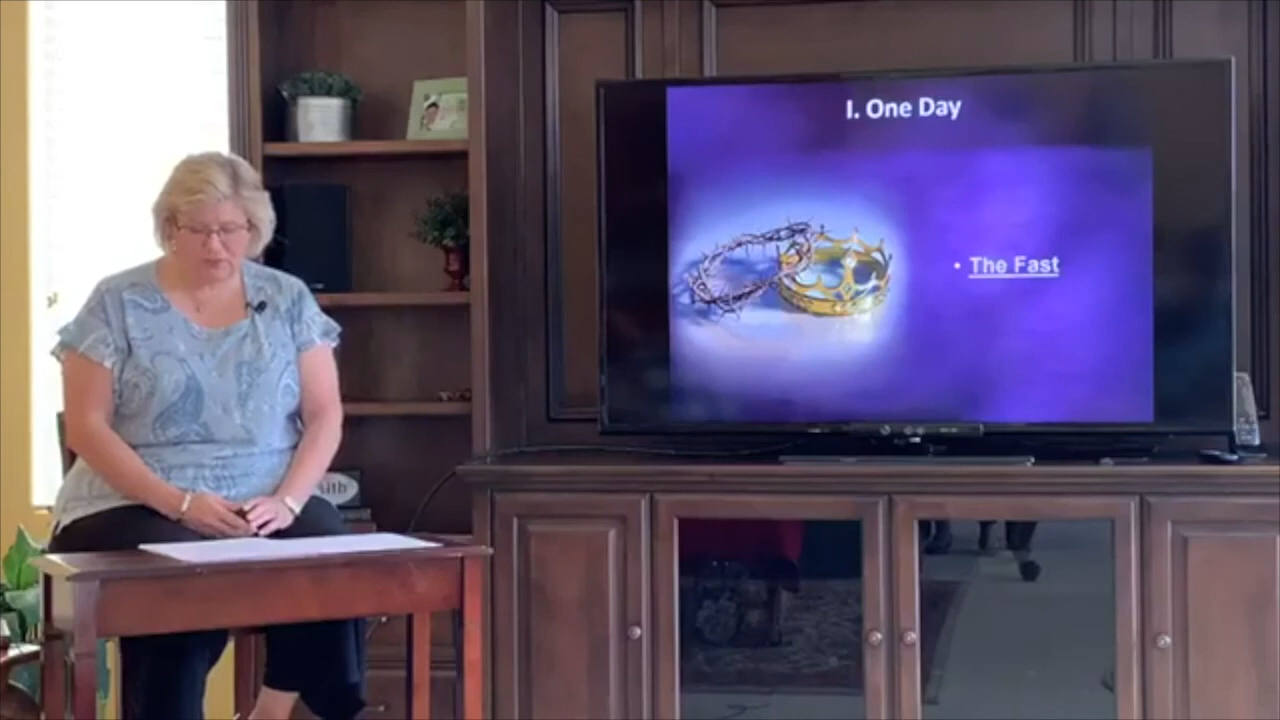 I. One Day
• The Fast